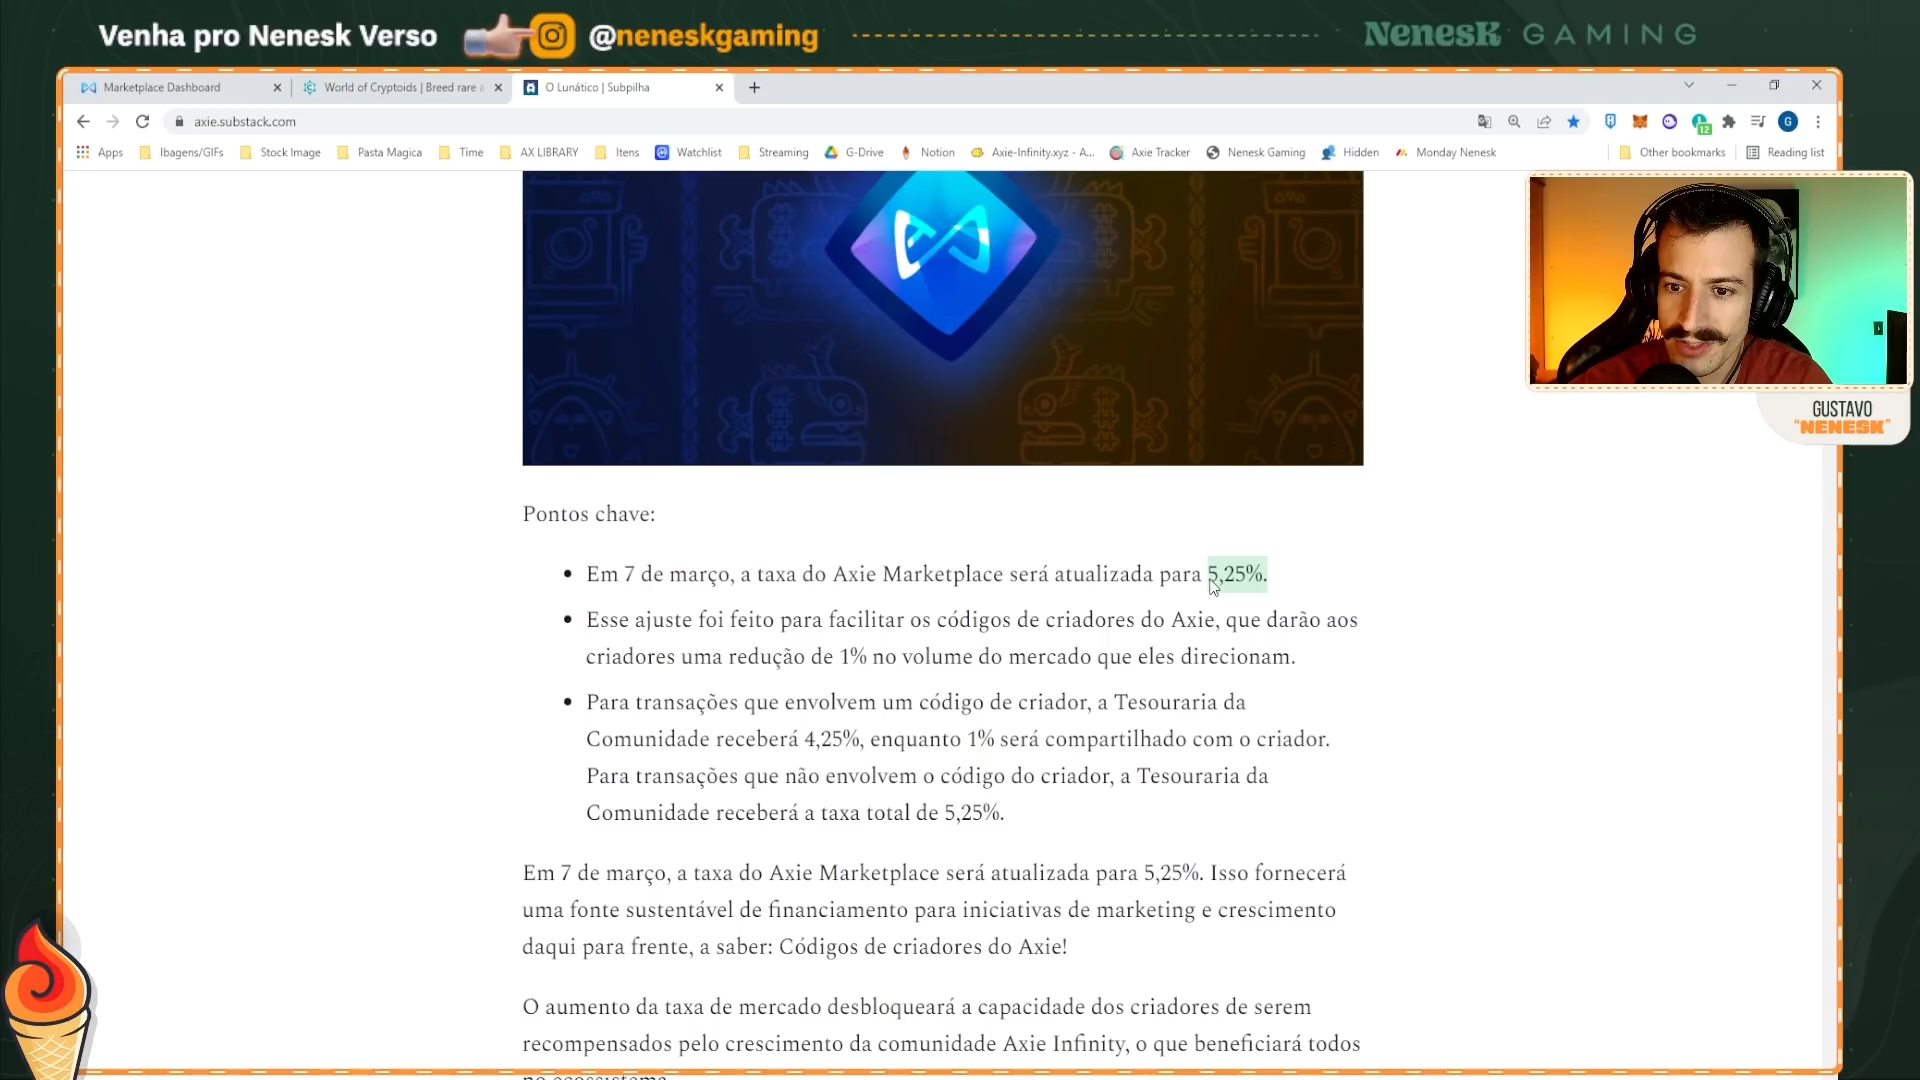 Venha pro Nenesk Verso @neneskgaming NenesK GAMING
Marketplace Dashboard World of Cryptoids | Breed rare a O Lunático | Subpilha
axie.substack.com
12 G
Apps Ibagens/GIFs Stock Image Pasta Magica Time AX LIBRARY Itens Watchlist Streaming G-Drive Notion Axie-Infinity.xyz - A... Axie Tracker Nenesk Gaming Hidden Monday Nenesk Other bookmarks Reading list
GUSTAVO
"NENESK"
Pontos chave:
Em 7 de março, a taxa do Axie Marketplace será atualizada para 5,25%.
Esse ajuste foi feito para facilitar os códigos de criadores do Axie, que darão aos
criadores uma redução de 1% no volume do mercado que eles direcionam.
Para transações que envolvem um código de criador, a Tesouraria da
Comunidade receberá 4,25%, enquanto 1% será compartilhado com o criador.
Para transações que não envolvem o código do criador, a Tesouraria da
Comunidade receberá a taxa total de 5,25%.
Em 7 de março, a taxa do Axie Marketplace será atualizada para 5,25%. Isso fornecerá
uma fonte sustentável de financiamento para iniciativas de marketing e crescimento
daqui para frente, a saber: Códigos de criadores do Axie!
O aumento da taxa de mercado desbloqueará a capacidade dos criadores de serem
recompensados pelo crescimento da comunidade Axie Infinity, o que beneficiará todos